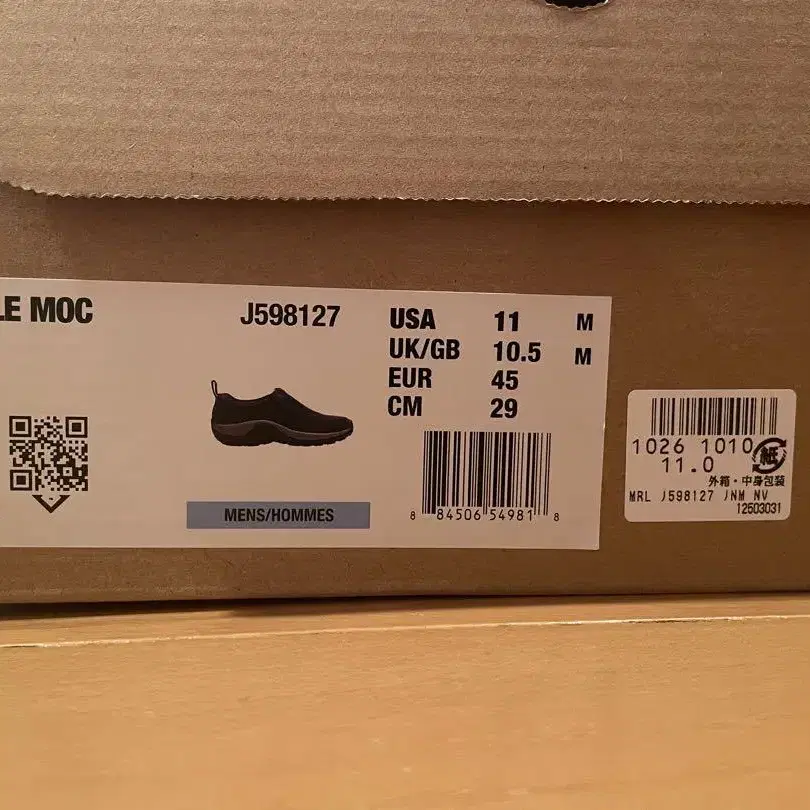 LE MOC
J598127
USA 11 M
UK/GB 10.5 M
EUR 45
CM 29
MENS/HOMMES
8 84506 54981 8
1026 1010
紙
11.0
外箱・中身包装
MRL J598127 JNM NV
12503031